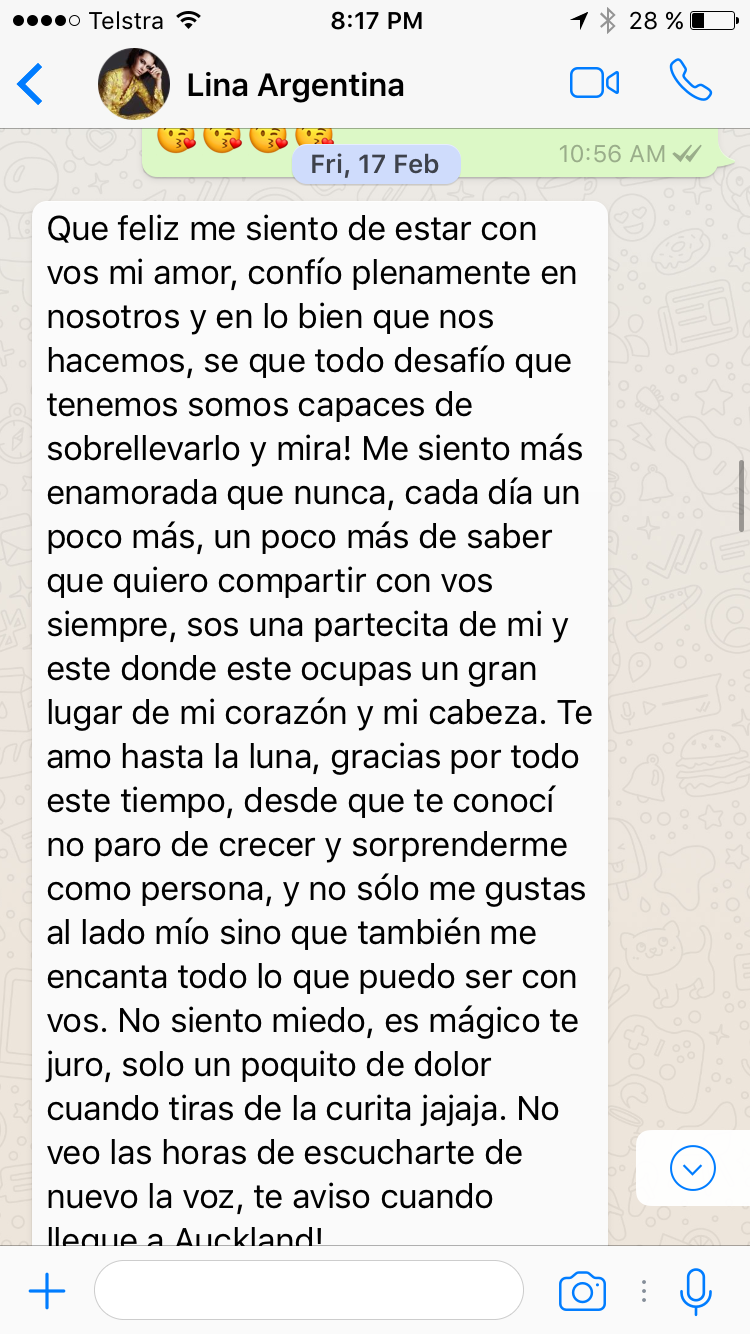 Telstra 8:17 PM 28 %
Lina Argentina
10:56 AM
Fri, 17 Feb
Que feliz me siento de estar con
vos mi amor, confío plenamente en
nosotros y en lo bien que nos
hacemos, se que todo desafío que
tenemos somos capaces de
sobrellevarlo y mira! Me siento más
enamorada que nunca, cada día un
poco más, un poco más de saber
que quiero compartir con vos
siempre, sos una partecita de mi y
este donde este ocupas un gran
lugar de mi corazón y mi cabeza. Te
amo hasta la luna, gracias por todo
este tiempo, desde que te conocí
no paro de crecer y sorprenderme
como persona, y no sólo me gustas
al lado mío sino que también me
encanta todo lo que puedo ser con
vos. No siento miedo, es mágico te
juro, solo un poquito de dolor
cuando tiras de la curita jajaja. No
veo las horas de escucharte de
nuevo la voz, te aviso cuando
llegue a Auckland!